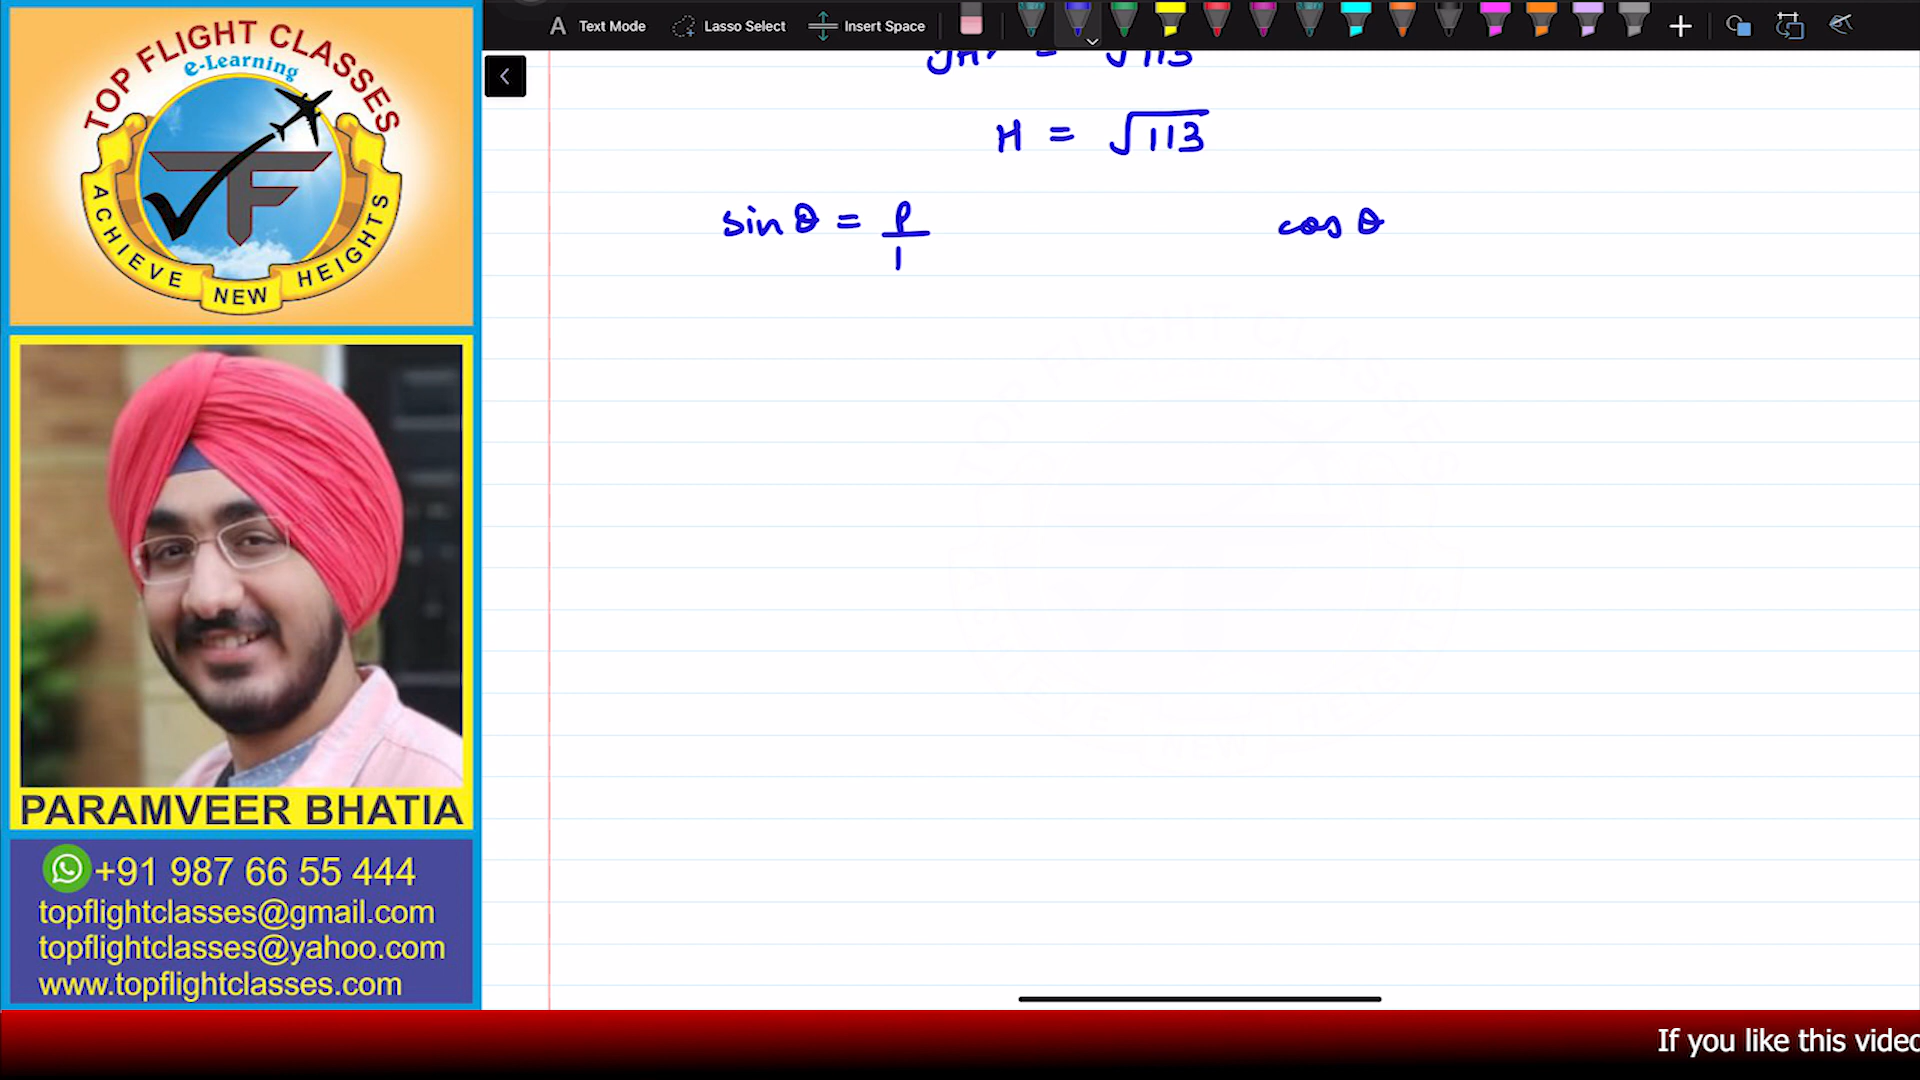 TOP FLIGHT CLASSES
e-Learning
TF
ACHIEVE NEW HEIGHTS
PARAMVEER BHATIA
+91 987 66 55 444
topflightclasses@gmail.com
topflightclasses@yahoo.com
www.topflightclasses.com
A Text Mode Lasso Select Insert Space
= √113
H = √113
sin θ = P/1
cos θ
If you like this video